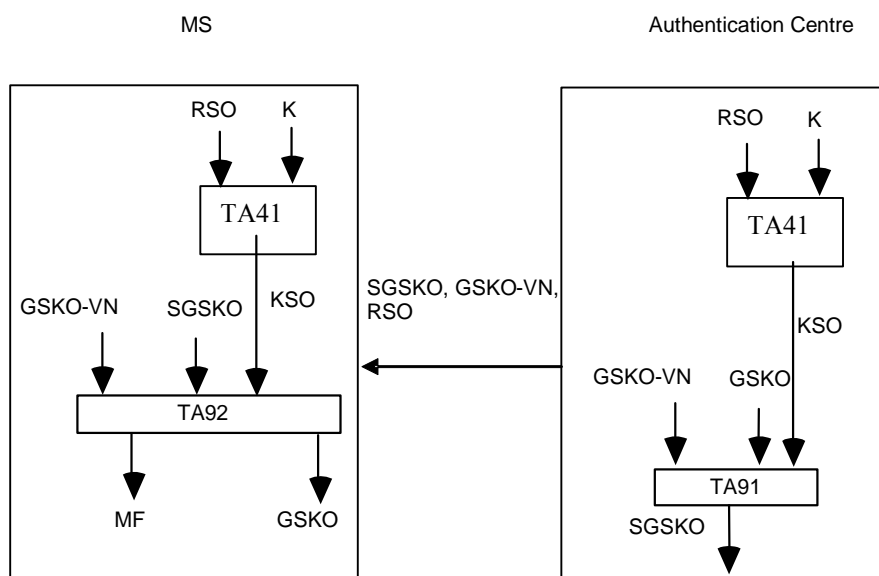 MS
Authentication Centre
RSO
K
TA41
GSKO-VN
SGSKO
KSO
TA92
MF
GSKO
SGSKO, GSKO-VN,
RSO
RSO
K
TA41
KSO
GSKO-VN
GSKO
TA91
SGSKO